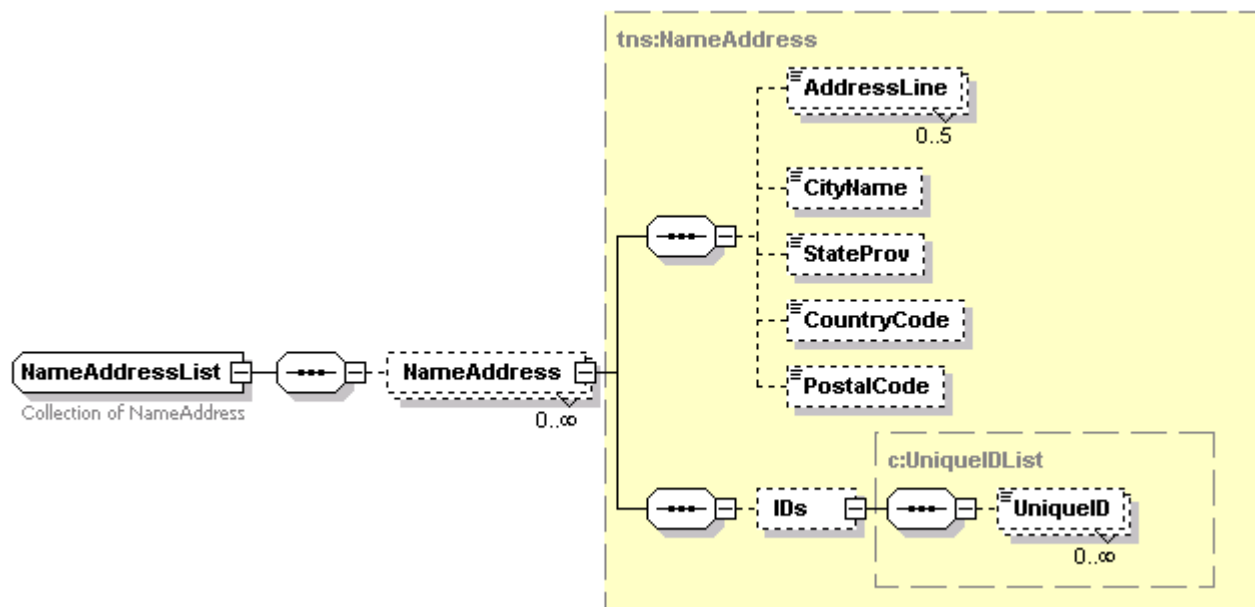 tns:NameAddress
AddressLine
0..5
CityName
StateProv
CountryCode
NameAddressList
NameAddress
PostalCode
Collection of NameAddress
0..∞
c:UniqueIDList
IDs
UniqueID
0..∞